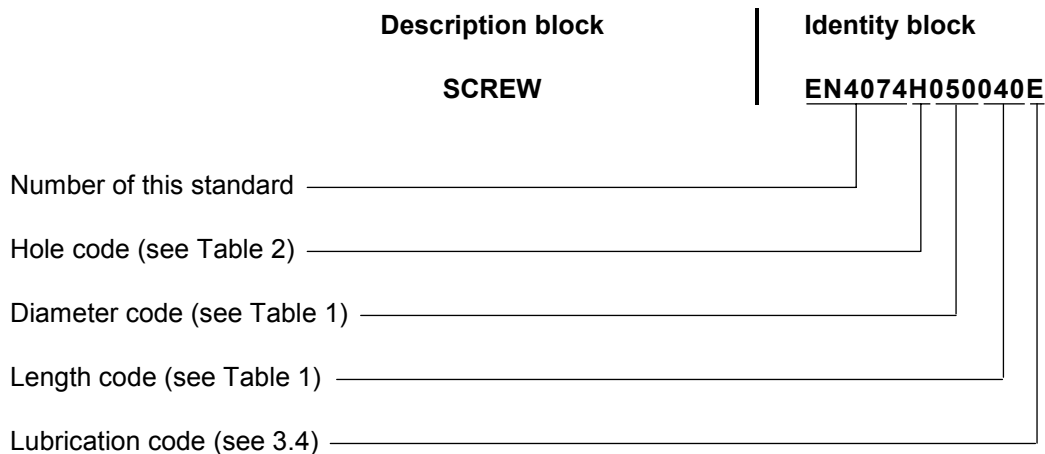 Description block Identity block
SCREW EN4074H050040E
Number of this standard
Hole code (see Table 2)
Diameter code (see Table 1)
Length code (see Table 1)
Lubrication code (see 3.4)